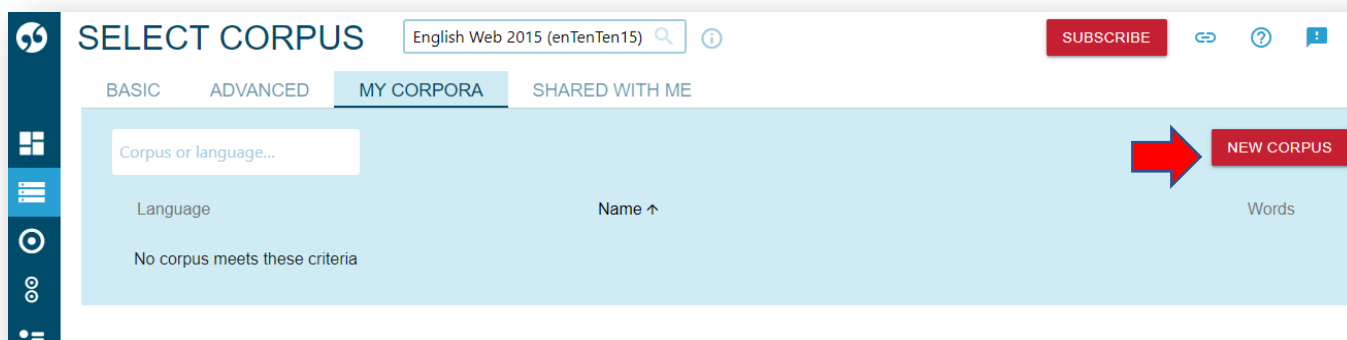 SELECT CORPUS English Web 2015 (enTenTen15) SUBSCRIBE
BASIC ADVANCED MY CORPORA SHARED WITH ME
Corpus or language... NEW CORPUS
Language Name ↑ Words
No corpus meets these criteria